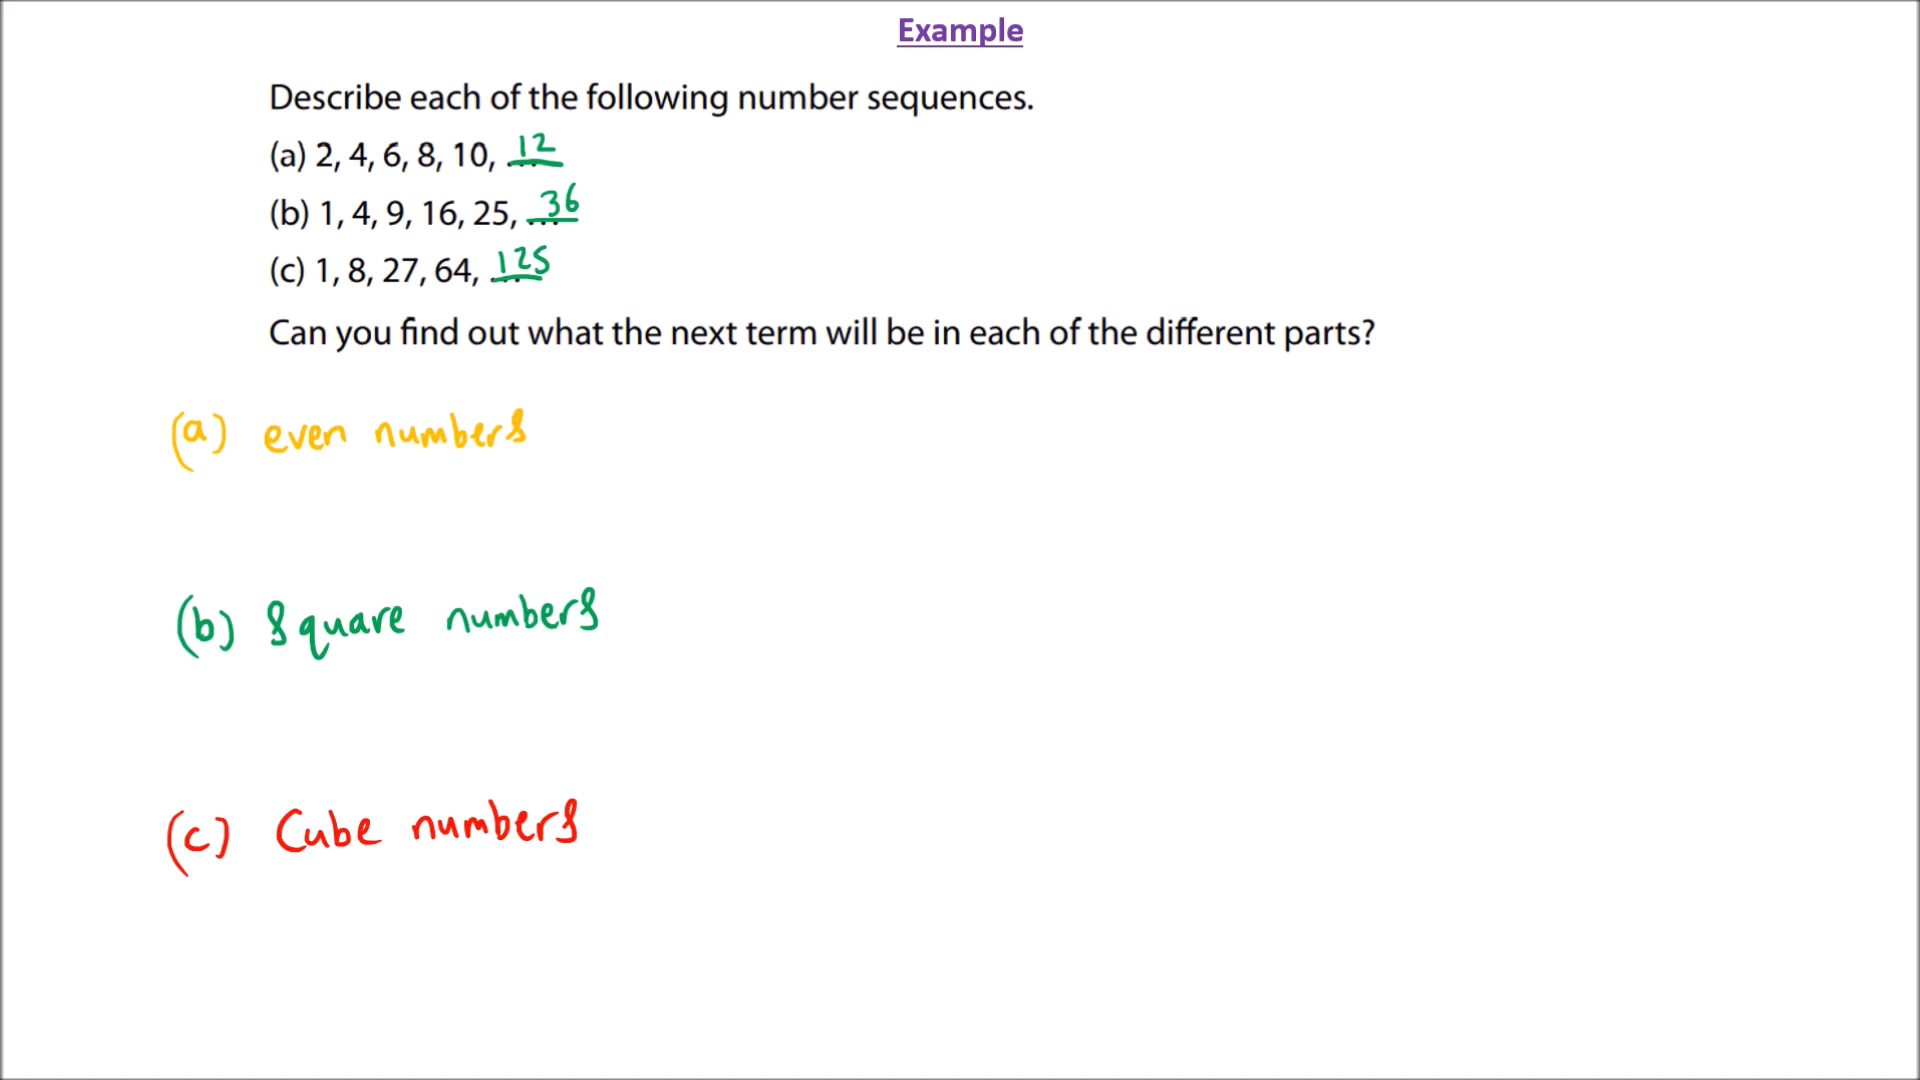 Example
Describe each of the following number sequences.
(a) 2, 4, 6, 8, 10, ... 12
(b) 1, 4, 9, 16, 25, ... 36
(c) 1, 8, 27, 64, ... 125
Can you find out what the next term will be in each of the different parts?
(a) even numbers
(b) Square numbers
(c) Cube numbers